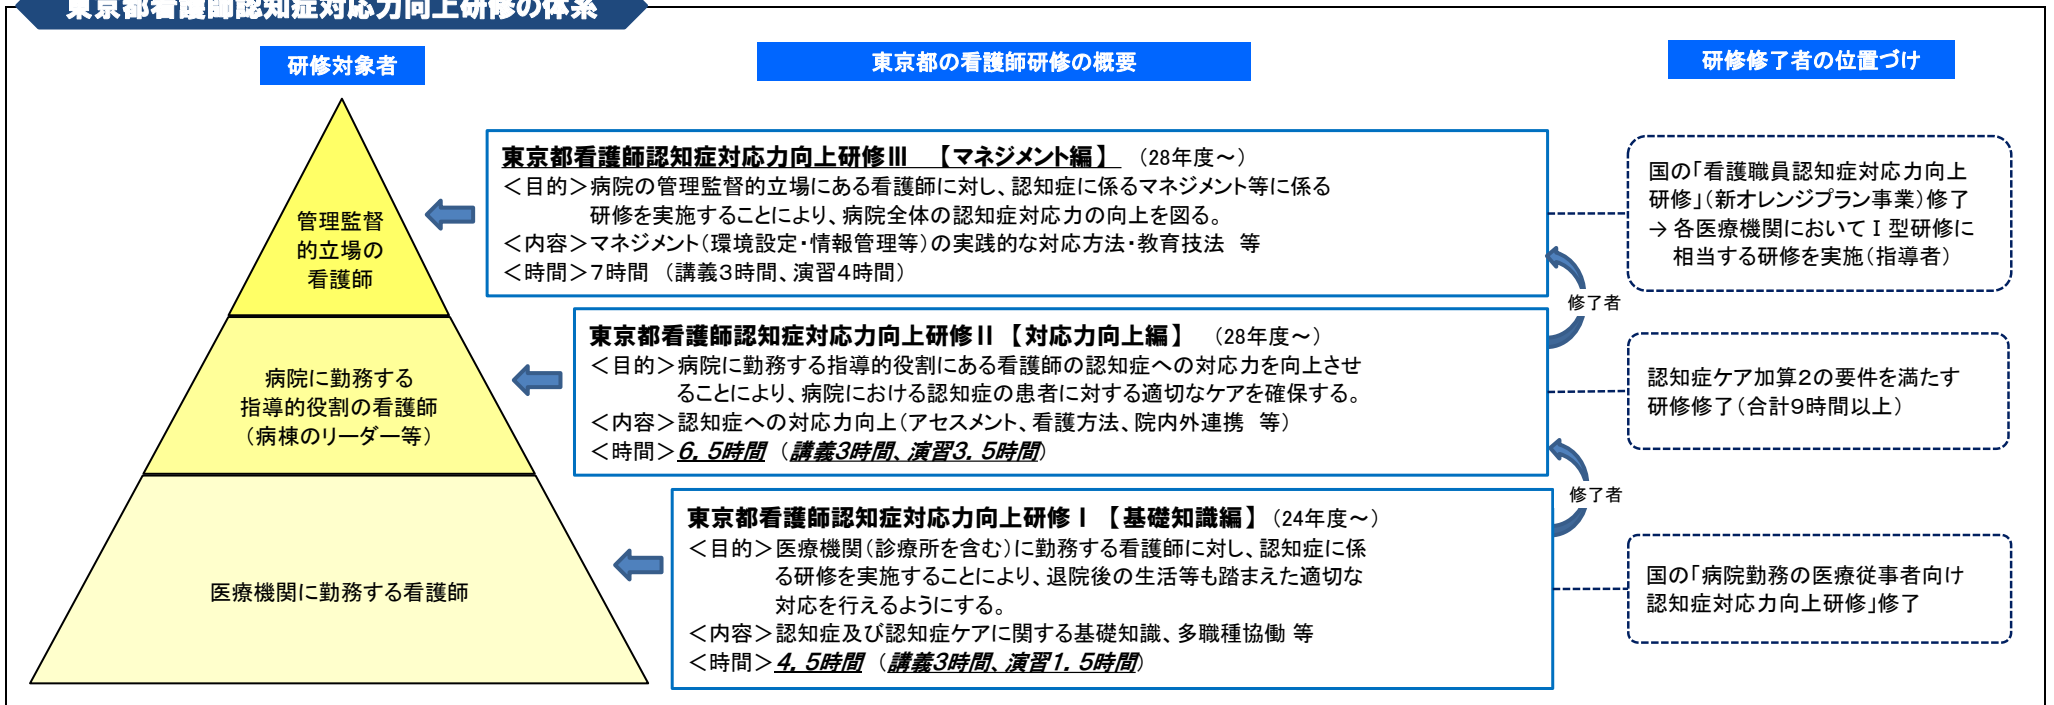 東京都看護師認知症対応力向上研修の体系
研修対象者
東京都の看護師研修の概要
研修修了者の位置づけ
管理監督
的立場の
看護師
東京都看護師認知症対応力向上研修Ⅲ 【マネジメント編】 （28年度～）
＜目的＞病院の管理監督的立場にある看護師に対し、認知症に係るマネジメント等に係る
研修を実施することにより、病院全体の認知症対応力の向上を図る。
＜内容＞マネジメント（環境設定・情報管理等）の実践的な対応方法・教育技法 等
＜時間＞７時間 （講義３時間、演習４時間）
国の「看護職員認知症対応力向上
研修」（新オレンジプラン事業）修了
→ 各医療機関においてⅠ型研修に
相当する研修を実施（指導者）
修了者
病院に勤務する
指導的役割の看護師
（病棟のリーダー等）
東京都看護師認知症対応力向上研修Ⅱ 【対応力向上編】 （28年度～）
＜目的＞病院に勤務する指導的役割にある看護師の認知症への対応力を向上させ
ることにより、病院における認知症の患者に対する適切なケアを確保する。
＜内容＞認知症への対応力向上（アセスメント、看護方法、院内外連携 等）
＜時間＞６．５時間 （講義３時間、演習３．５時間）
認知症ケア加算２の要件を満たす
研修修了（合計９時間以上）
修了者
医療機関に勤務する看護師
東京都看護師認知症対応力向上研修Ⅰ 【基礎知識編】 （24年度～）
＜目的＞医療機関（診療所を含む）に勤務する看護師に対し、認知症に係
る研修を実施することにより、退院後の生活等も踏まえた適切な
対応を行えるようにする。
＜内容＞認知症及び認知症ケアに関する基礎知識、多職種協働 等
＜時間＞４．５時間 （講義３時間、演習１．５時間）
国の「病院勤務の医療従事者向け
認知症対応力向上研修」修了